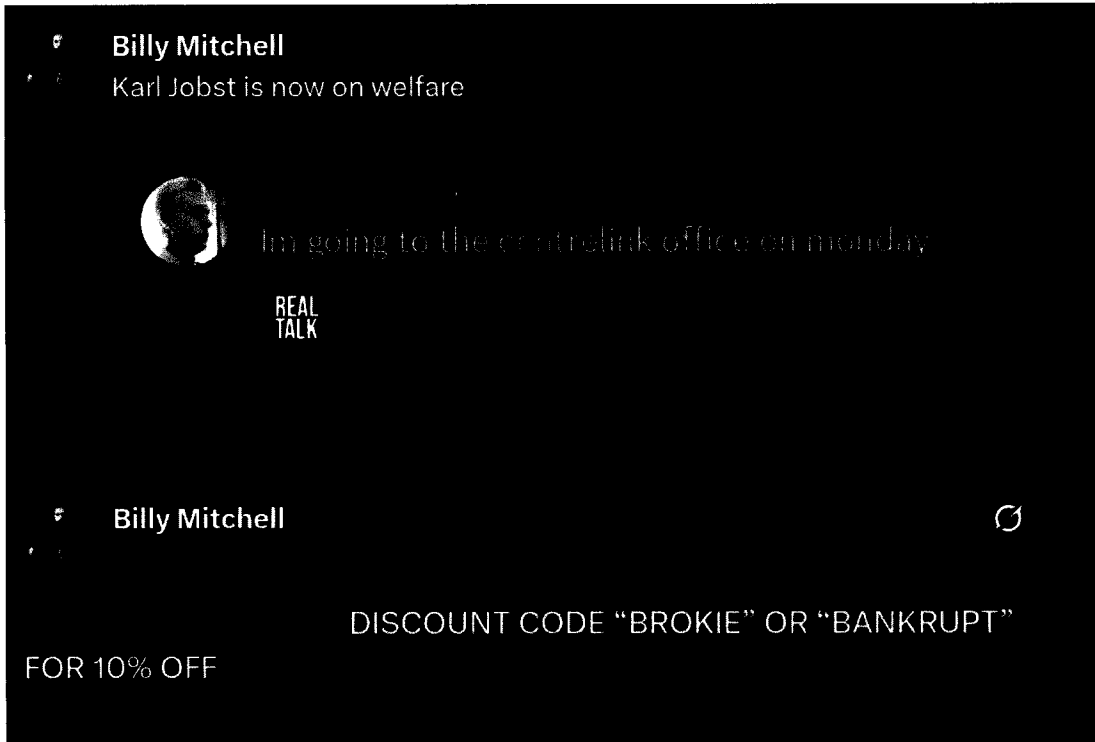 Billy Mitchell
Karl Jobst is now on welfare
Im going to the centrelink office on monday
REAL
TALK
Billy Mitchell
DISCOUNT CODE “BROKIE” OR “BANKRUPT”
FOR 10% OFF